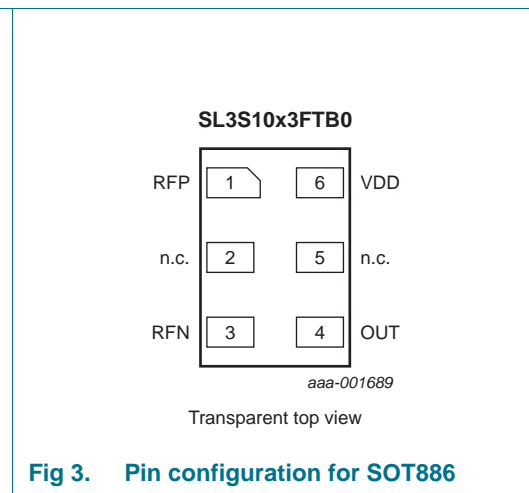 SL3S10x3FTB0
RFP 1 6 VDD
n.c. 2 5 n.c.
RFN 3 4 OUT
aaa-001689
Transparent top view
Fig 3. Pin configuration for SOT886